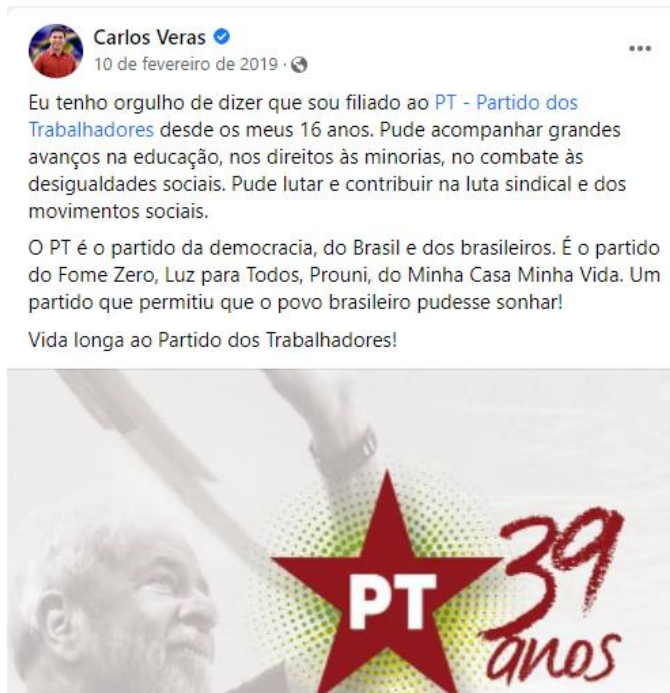 Carlos Veras
10 de fevereiro de 2019 ·
Eu tenho orgulho de dizer que sou filiado ao PT - Partido dos
Trabalhadores desde os meus 16 anos. Pude acompanhar grandes
avanços na educação, nos direitos às minorias, no combate às
desigualdades sociais. Pude lutar e contribuir na luta sindical e dos
movimentos sociais.
O PT é o partido da democracia, do Brasil e dos brasileiros. É o partido
do Fome Zero, Luz para Todos, Prouni, do Minha Casa Minha Vida. Um
partido que permitiu que o povo brasileiro pudesse sonhar!
Vida longa ao Partido dos Trabalhadores!
PT
39
anos